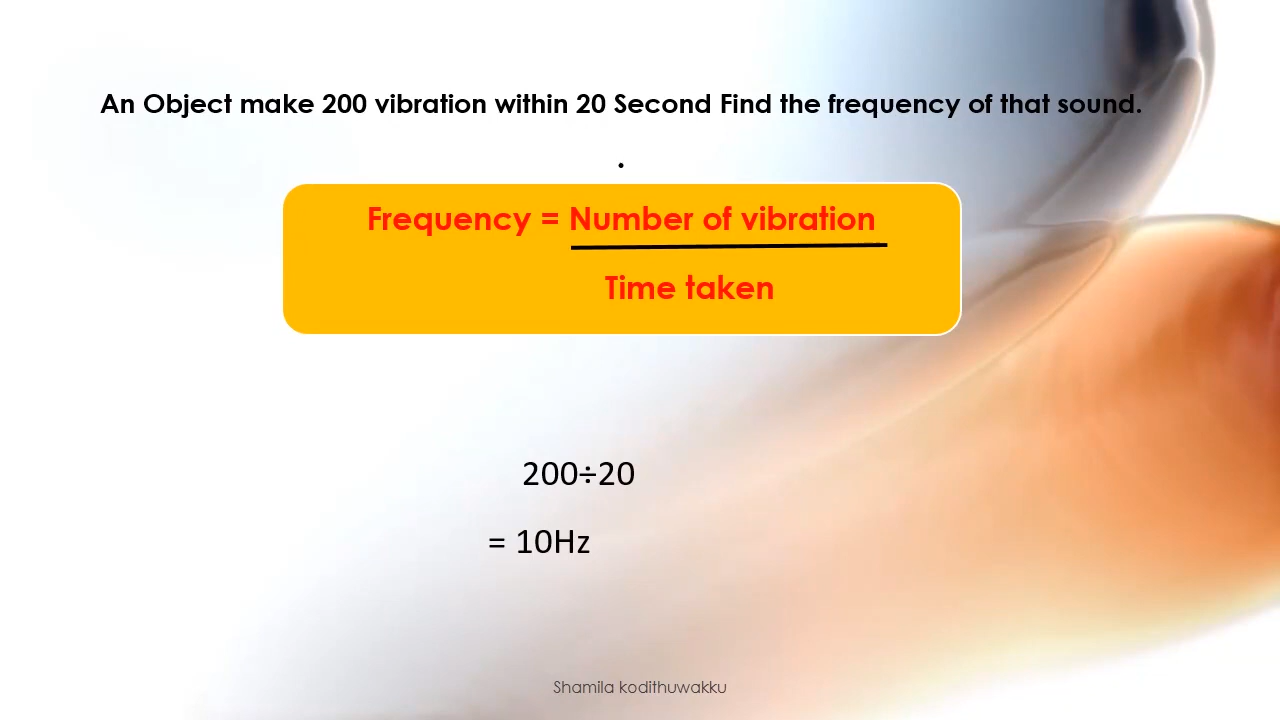 An Object make 200 vibration within 20 Second Find the frequency of that sound.
.
Frequency = Number of vibration
Time taken
200÷20
= 10Hz
Shamila kodithuwakku